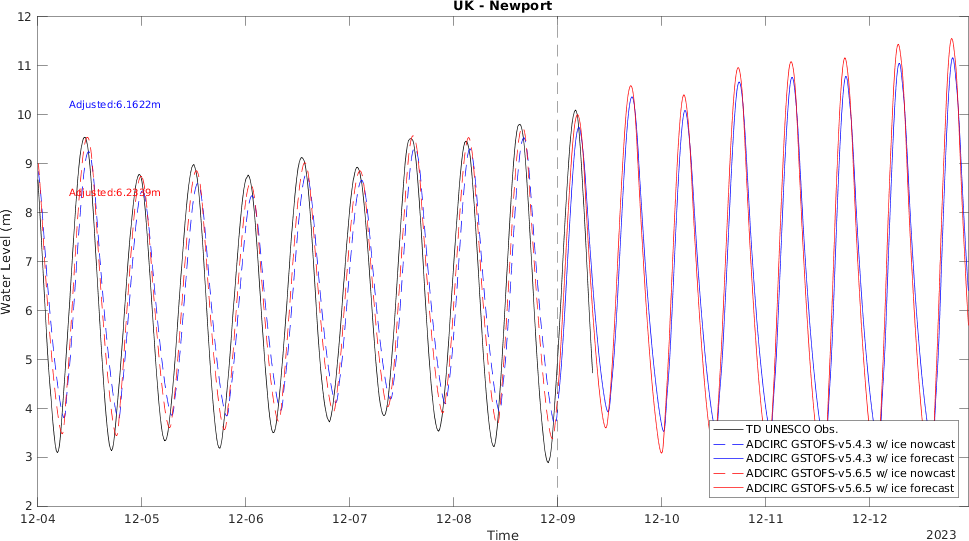 UK - Newport
12
11
10
9
8
7
6
5
4
3
2
Water Level (m)
Adjusted:6.1622m
Adjusted:6.2339m
TD UNESCO Obs.
ADCIRC GSTOFS-v5.4.3 w/ ice nowcast
ADCIRC GSTOFS-v5.4.3 w/ ice forecast
ADCIRC GSTOFS-v5.6.5 w/ ice nowcast
ADCIRC GSTOFS-v5.6.5 w/ ice forecast
12-04 12-05 12-06 12-07 12-08 12-09 12-10 12-11 12-12
Time
2023